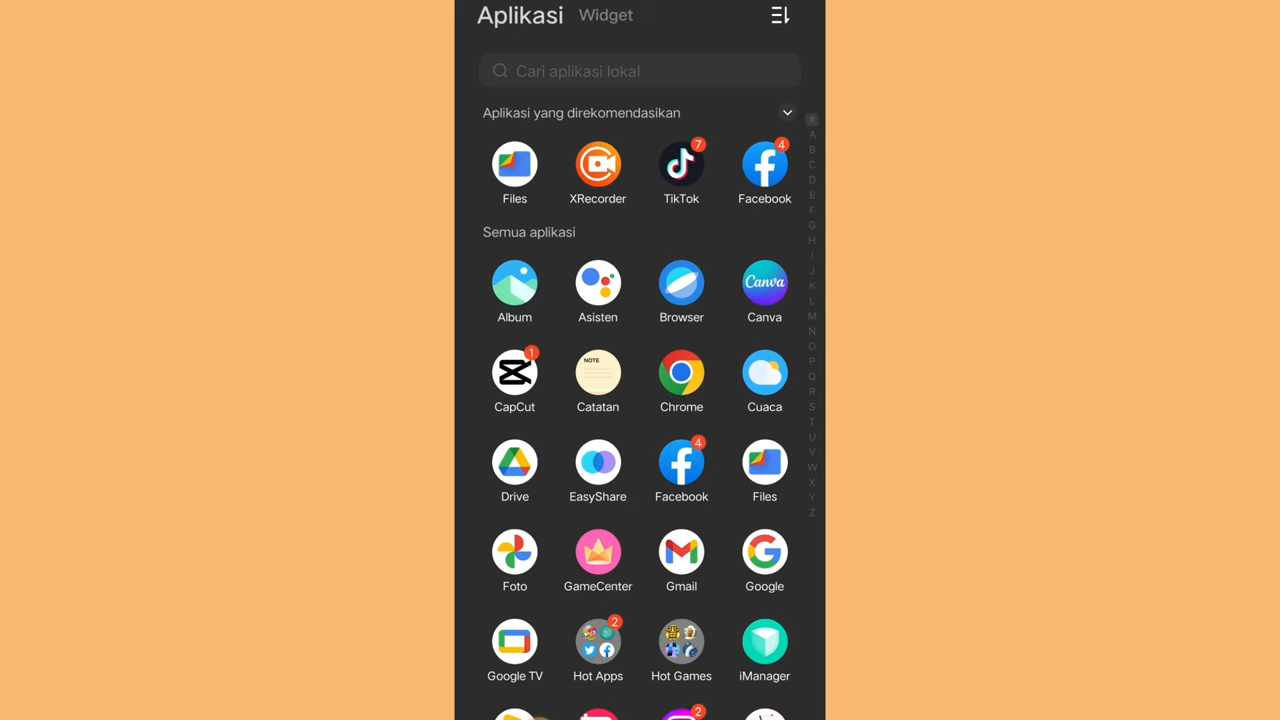 Aplikasi Widget
Cari aplikasi lokal
Aplikasi yang direkomendasikan
#
7 4
Files XRecorder TikTok Facebook
Semua aplikasi
Canva
Album Asisten Browser Canva
1 NOTE
CapCut Catatan Chrome Cuaca
4
Drive EasyShare Facebook Files
Foto GameCenter Gmail Google
2
Google TV Hot Apps Hot Games iManager
2
A
B
C
D
E
F
G
H
I
J
K
L
M
N
O
P
Q
R
S
T
U
V
W
X
Y
Z